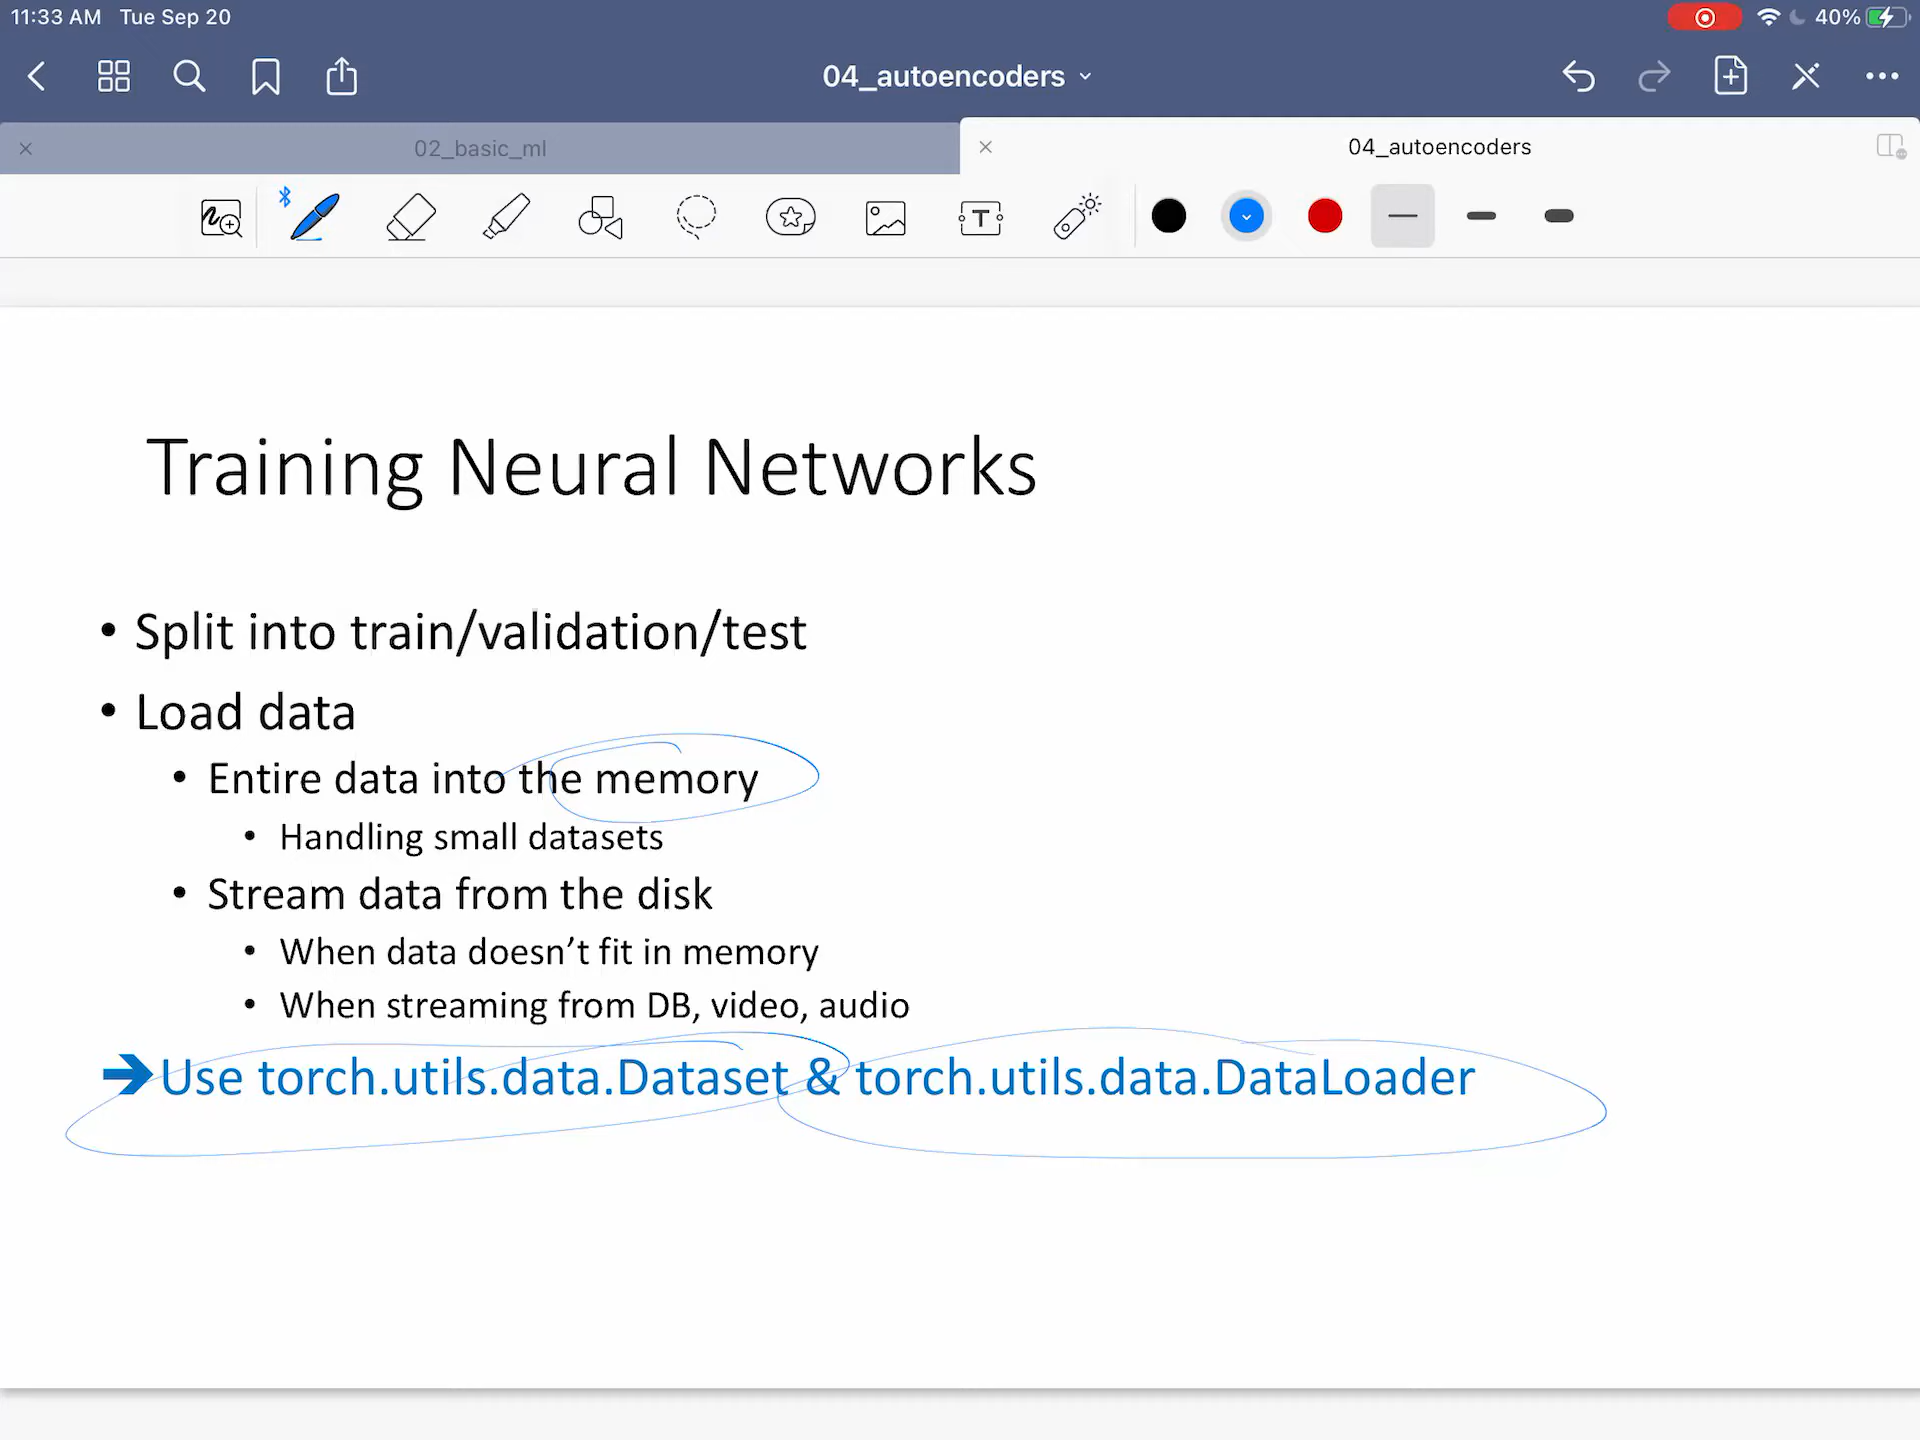 11:33 AM Tue Sep 20
40%
04_autoencoders
02_basic_ml
04_autoencoders
T
Training Neural Networks
• Split into train/validation/test
• Load data
• Entire data into the memory
• Handling small datasets
• Stream data from the disk
• When data doesn’t fit in memory
• When streaming from DB, video, audio
➔Use torch.utils.data.Dataset & torch.utils.data.DataLoader